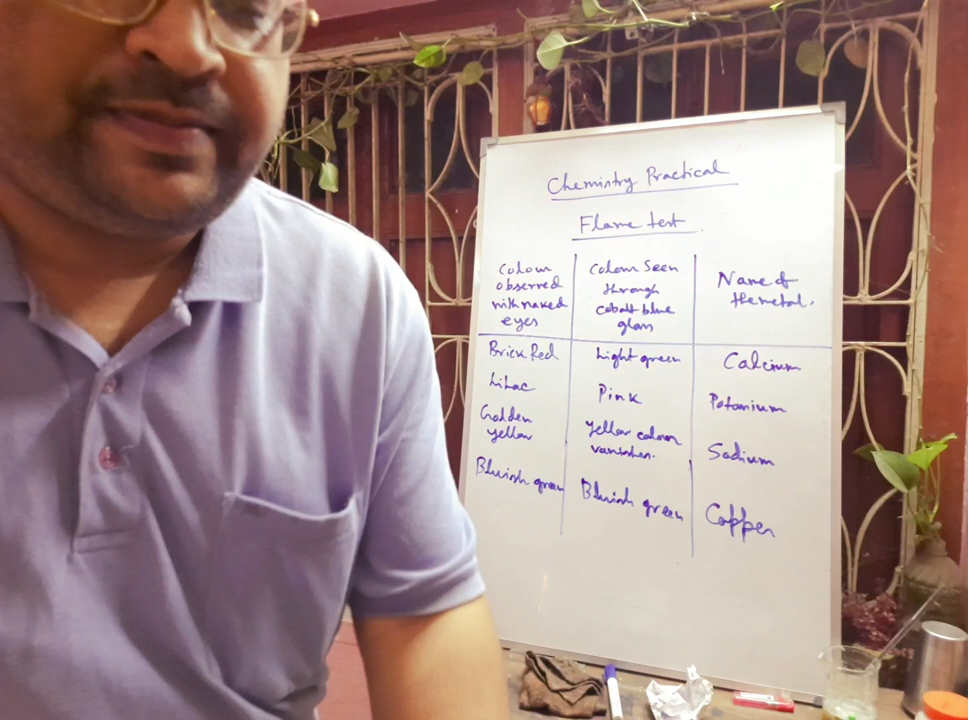 Chemistry Practical
Flame test
Colour
observed
with naked
eyes
Colour seen
through
cobalt blue
glass
Name of
the metal.
Brick Red
Light green
Calcium
Lilac
Pink
Potassium
Golden
yellow
Yellow colour
vanishes.
Sodium
Bluish green
Bluish green
Copper